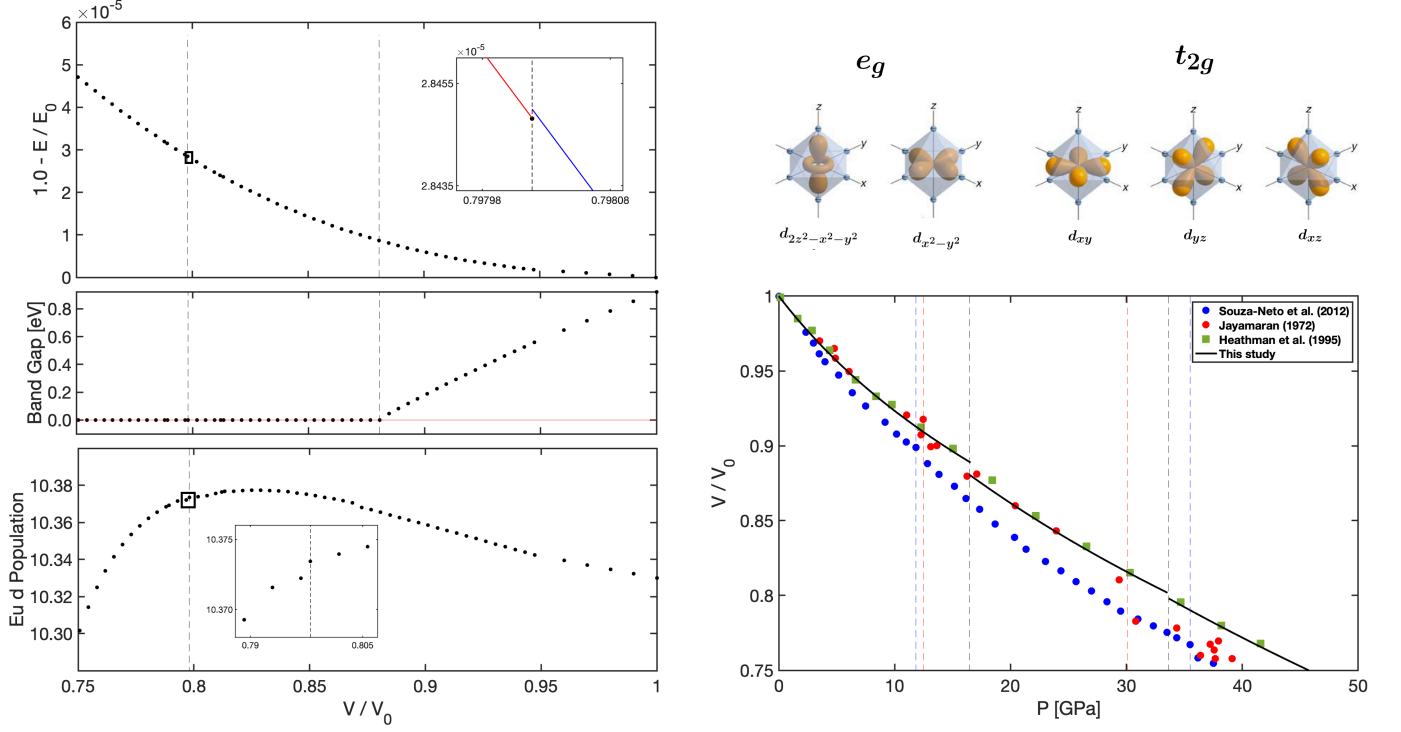 ×10⁻⁵
6
5
4
3
2
1
0
1.0 - E / E₀
×10⁻⁵
2.8455
2.8435
0.79798
0.79808
0.8
0.6
0.4
0.2
0.0
Band Gap [eV]
10.38
10.36
10.34
10.32
10.30
Eu d Population
10.375
10.370
0.79
0.805
0.75
0.8
0.85
0.9
0.95
1
V / V₀
e_g
t_{2g}
z
y
x
z
y
x
z
y
x
z
y
x
z
y
x
d_{2z²−x²−y²}
d_{x²−y²}
d_{xy}
d_{yz}
d_{xz}
1
0.95
0.9
0.85
0.8
0.75
V / V₀
Souza-Neto et al. (2012)
Jayamaran (1972)
Heathman et al. (1995)
This study
0
10
20
30
40
50
P [GPa]